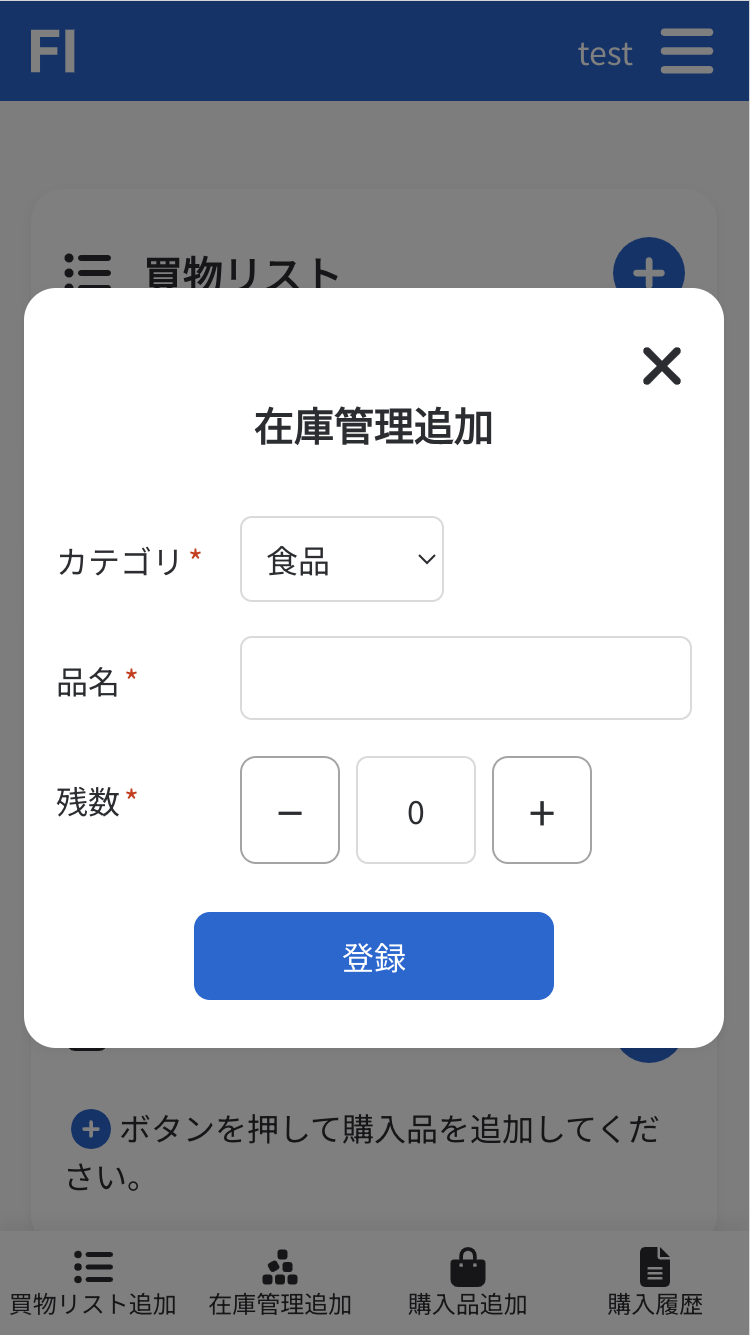 FI
test
買物リスト
在庫管理追加
カテゴリ *
食品
品名 *
残数 *
− 0 +
登録
ボタンを押して購入品を追加してくだ
さい。
買物リスト追加 在庫管理追加 購入品追加 購入履歴